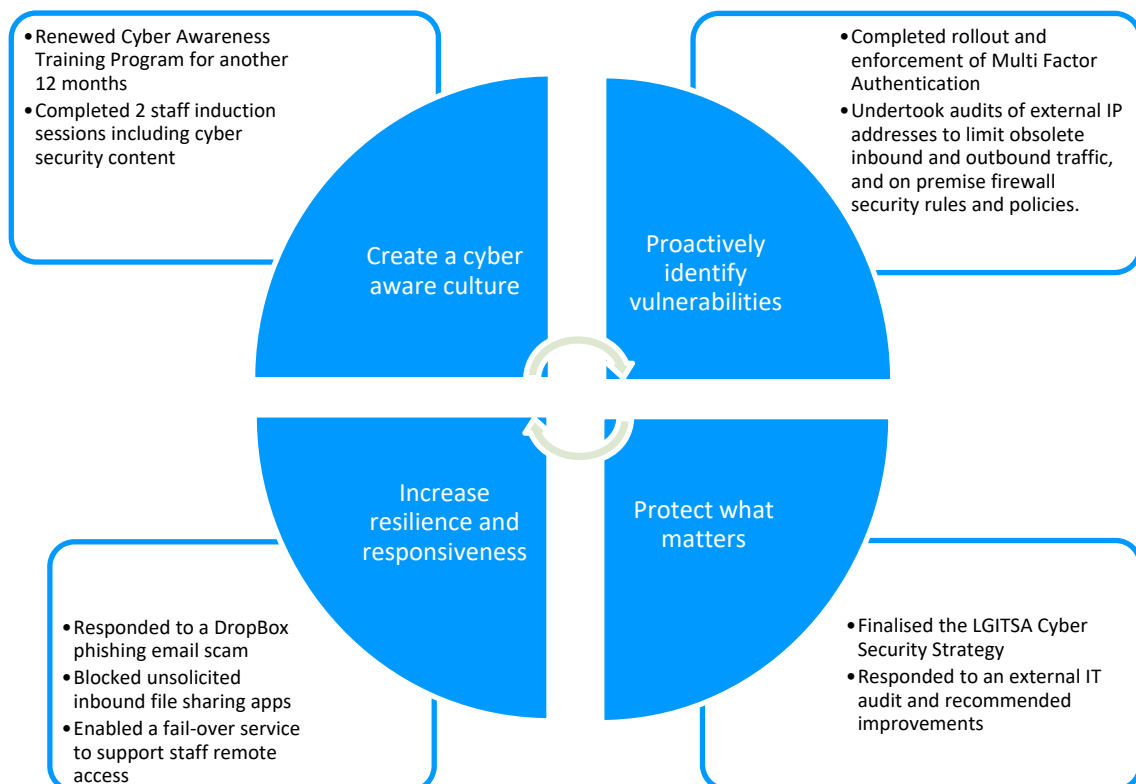 •Renewed Cyber Awareness
Training Program for another
12 months
•Completed 2 staff induction
sessions including cyber
security content
•Completed rollout and
enforcement of Multi Factor
Authentication
•Undertook audits of external IP
addresses to limit obsolete
inbound and outbound traffic,
and on premise firewall
security rules and policies.
Create a cyber
aware culture
Proactively
identify
vulnerabilities
Increase
resilience and
responsiveness
Protect what
matters
•Responded to a DropBox
phishing email scam
•Blocked unsolicited
inbound file sharing apps
•Enabled a fail-over service
to support staff remote
access
•Finalised the LGITSA Cyber
Security Strategy
•Responded to an external IT
audit and recommended
improvements